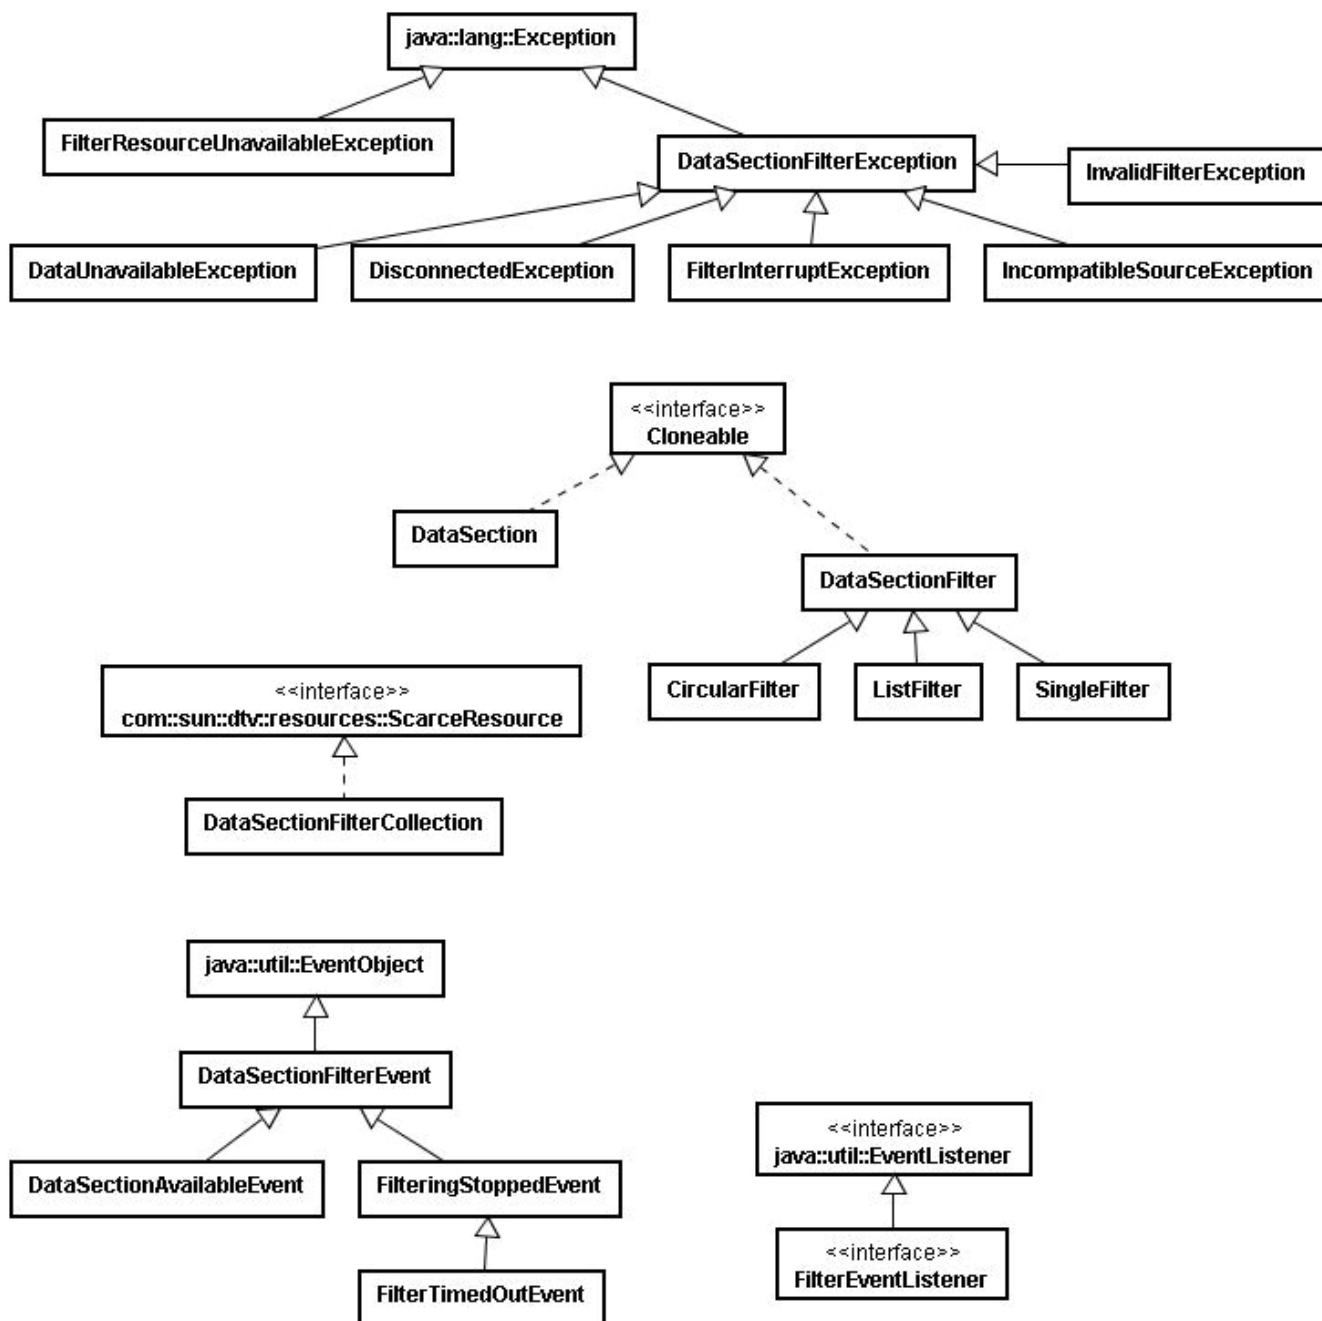 java::lang::Exception
FilterResourceUnavailableException
DataSectionFilterException
InvalidFilterException
DataUnavailableException
DisconnectedException
FilterInterruptException
IncompatibleSourceException
<<interface>>
Cloneable
DataSection
DataSectionFilter
CircularFilter
ListFilter
SingleFilter
<<interface>>
com::sun::dtv::resources::ScarceResource
DataSectionFilterCollection
java::util::EventObject
DataSectionFilterEvent
DataSectionAvailableEvent
FilteringStoppedEvent
FilterTimedOutEvent
<<interface>>
java::util::EventListener
<<interface>>
FilterEventListener